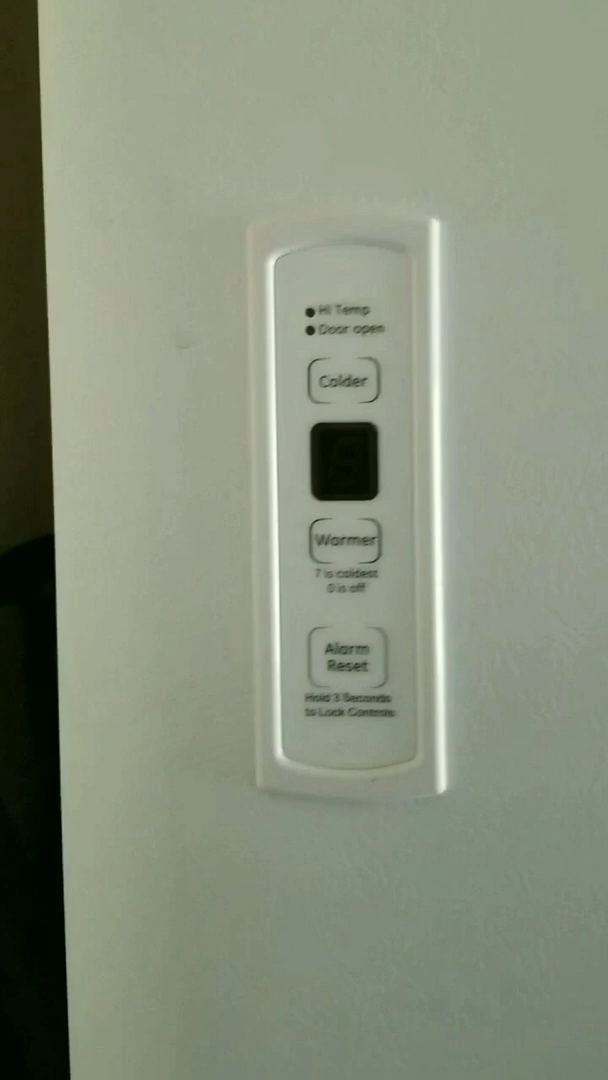 Hi Temp
Door open
Colder
Warmer
7 is coldest
0 is off
Alarm
Reset
Hold 3 Seconds
to Lock Controls